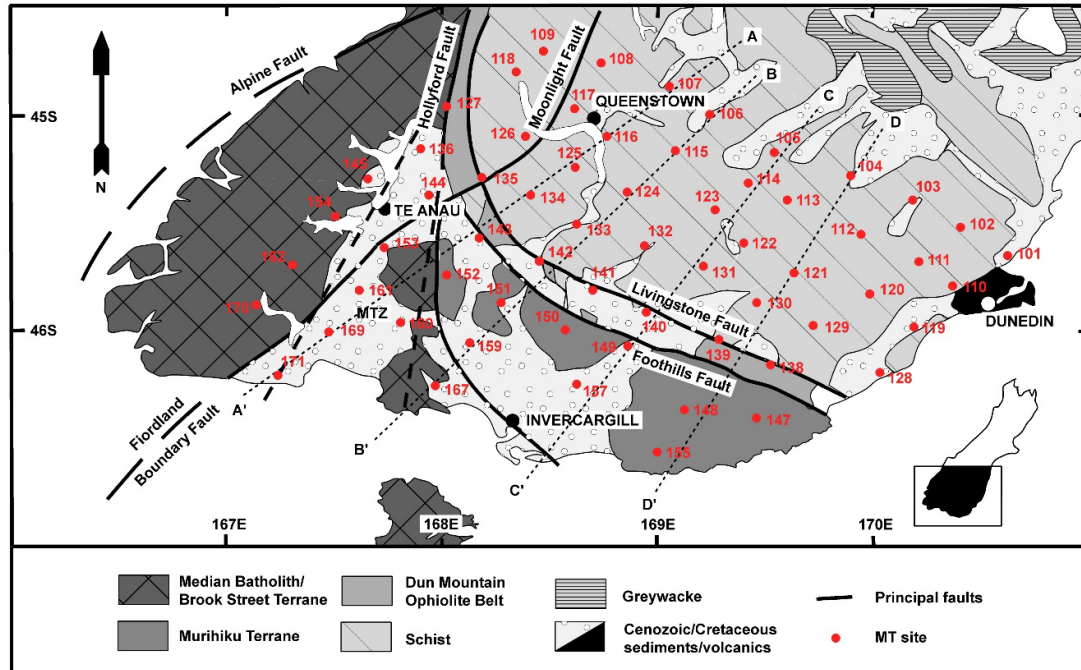 A
109
118
108
B
107
117
QUEENSTOWN
Alpine Fault
Hollyford Fault
Moonlight Fault
C
127
106
45S
D
126
116
N
136
115
105
125
104
145
135
114
144
134
124
103
113
TE ANAU
154
123
102
133
143
112
132
122
153
101
142
162
131
111
121
152
110
141
161
151
120
170
MTZ
130
Livingstone Fault
DUNEDIN
160
140
129
119
46S
169
150
159
139
149
171
138
128
Foothills Fault
167
157
A'
148
147
Fiordland
Boundary Fault
INVERCARGILL
B'
155
C'
D'
167E
168E
169E
170E
Median Batholith/
Brook Street Terrane
Dun Mountain
Ophiolite Belt
Greywacke
Principal faults
Murihiku Terrane
Schist
Cenozoic/Cretaceous
sediments/volcanics
MT site